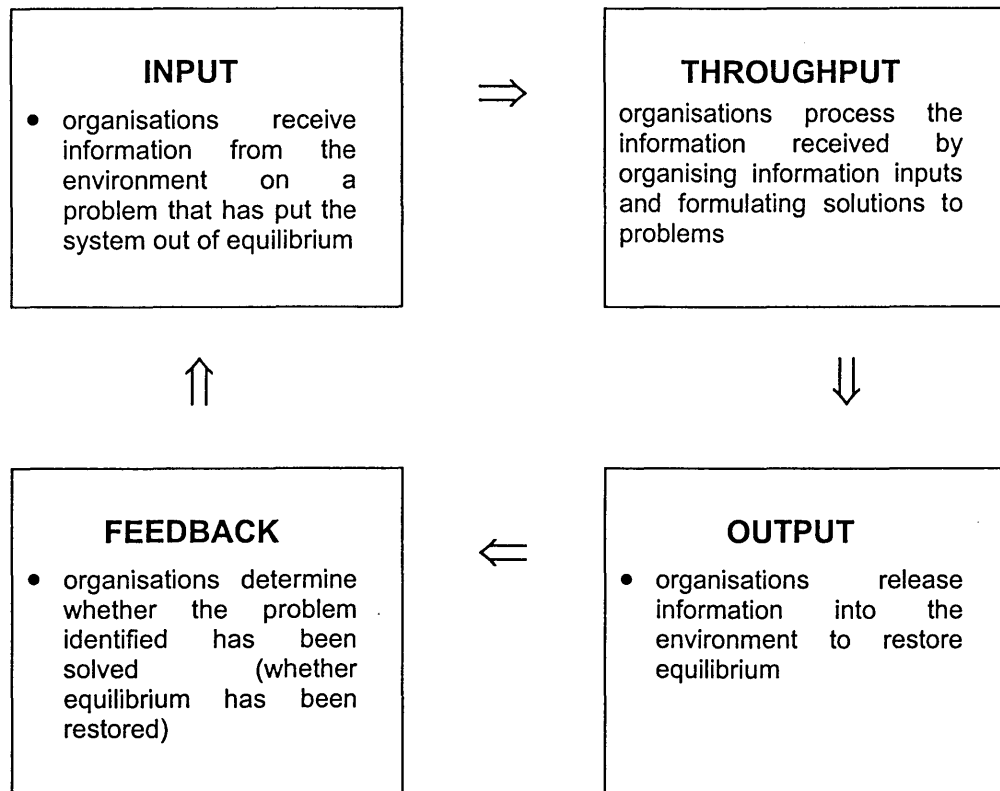 INPUT
• organisations receive
information from the
environment on a
problem that has put the
system out of equilibrium
⇒
THROUGHPUT
organisations process the
information received by
organising information inputs
and formulating solutions to
problems
⇑
⇓
FEEDBACK
• organisations determine
whether the problem
identified has been
solved (whether
equilibrium has been
restored)
⇐
OUTPUT
• organisations release
information into the
environment to restore
equilibrium